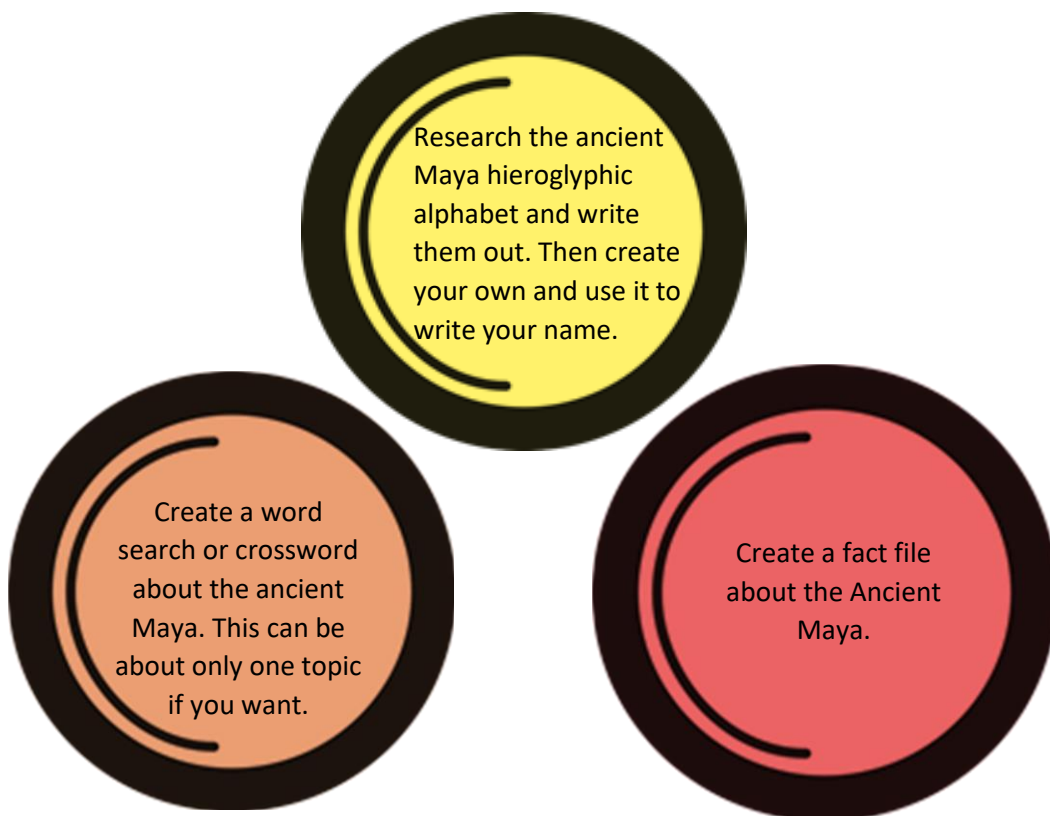 Research the ancient
Maya hieroglyphic
alphabet and write
them out. Then create
your own and use it to
write your name.
Create a word
search or crossword
about the ancient
Maya. This can be
about only one topic
if you want.
Create a fact file
about the Ancient
Maya.